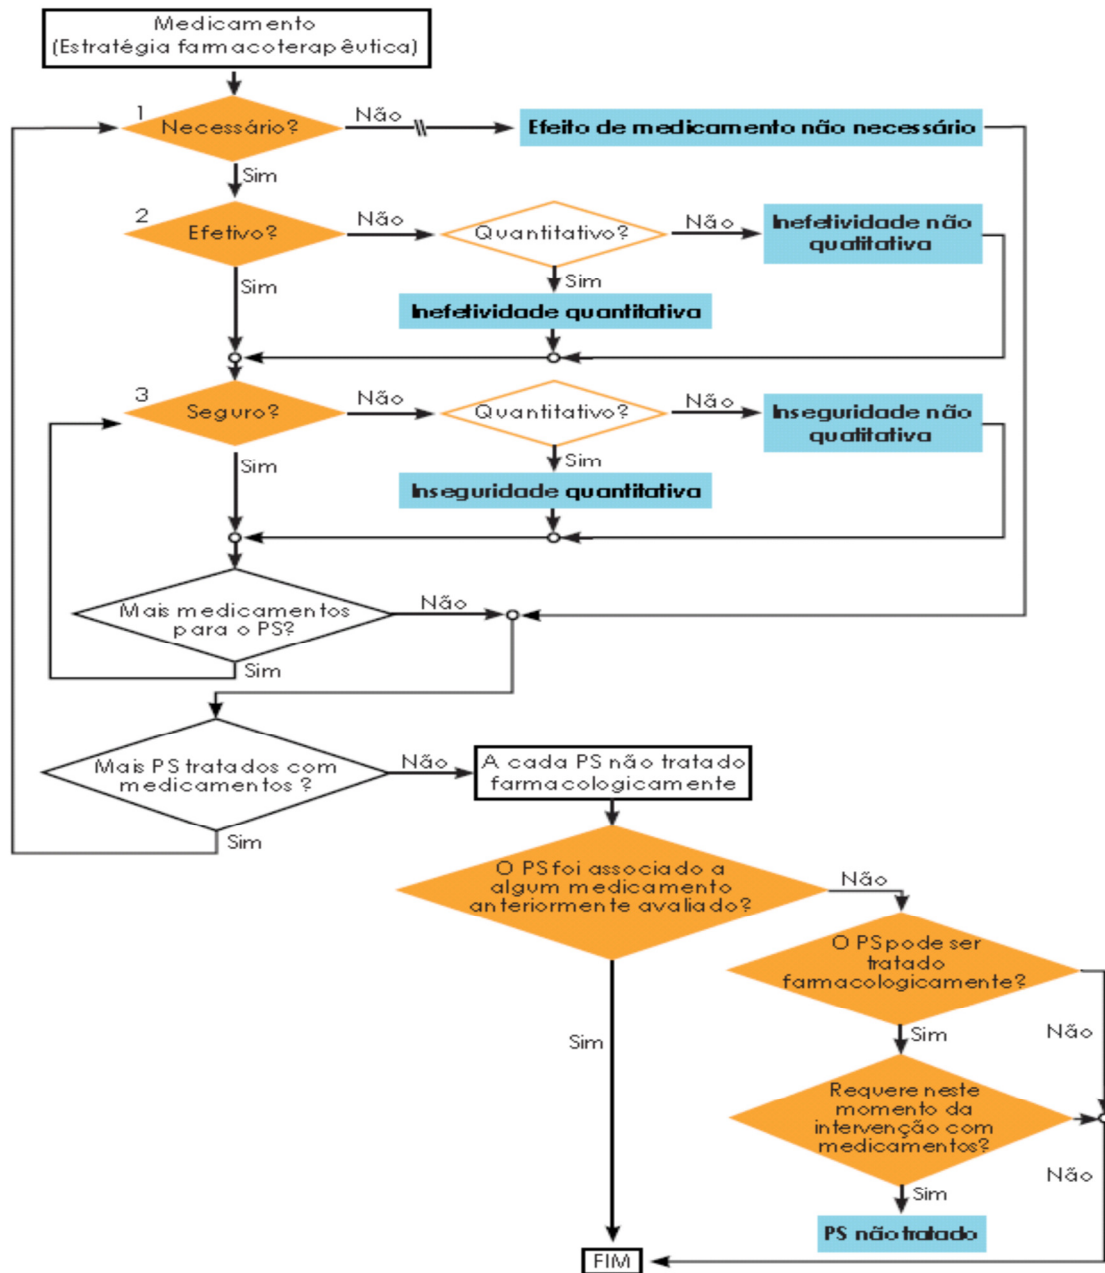 Medicamento
(Estratégia farmacoterapêutica)
1
Necessário?
Não
Efeito de medicamento não necessário
Sim
2
Efetivo?
Não
Quantitativo?
Não
Inefetividade não
quatitativa
Sim
Sim
Inefetividade quantitativa
3
Seguro?
Não
Quantitativo?
Não
Inseguridade não
quatitativa
Sim
Sim
Inseguridade quantitativa
Mais medicamentos
para o PS?
Não
Sim
Mais PS tratados com
medicamentos ?
Não
A cada PS não tratado
farmacologicamente
Sim
O PS foi associado a
algum medicamento
anteriormente avaliado?
Não
O PS pode ser
tratado
farmacologicamente?
Sim
Sim
Não
Requere neste
momento da
intervenção com
medicamentos?
Não
Sim
PS não tratado
FIM